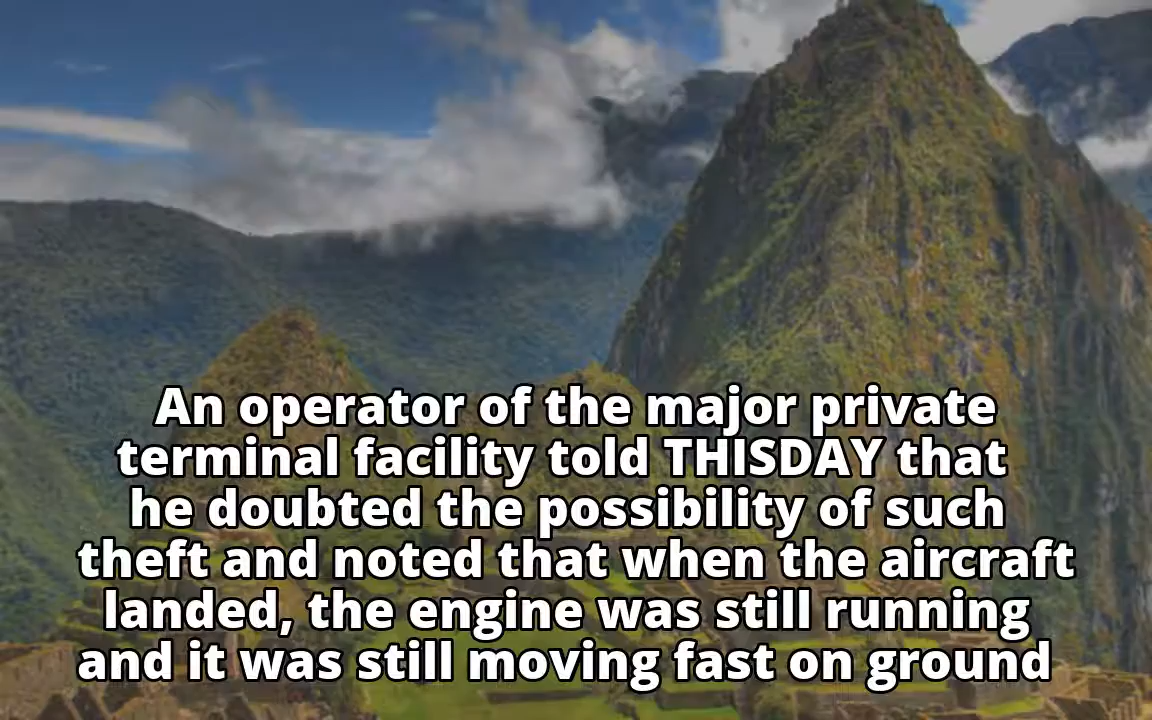 An operator of the major private
terminal facility told THISDAY that
he doubted the possibility of such
theft and noted that when the aircraft
landed, the engine was still running
and it was still moving fast on ground